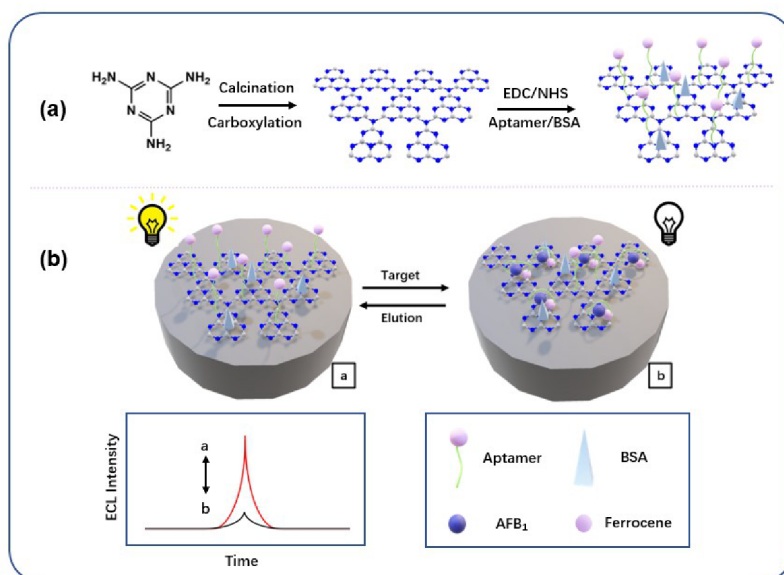 (a)
H₂N
N
NH₂
N
N
NH₂
Calcination
Carboxylation
EDC/NHS
Aptamer/BSA
(b)
Target
Elution
a
b
ECL Intensity
a
b
Time
Aptamer
BSA
AFB₁
Ferrocene